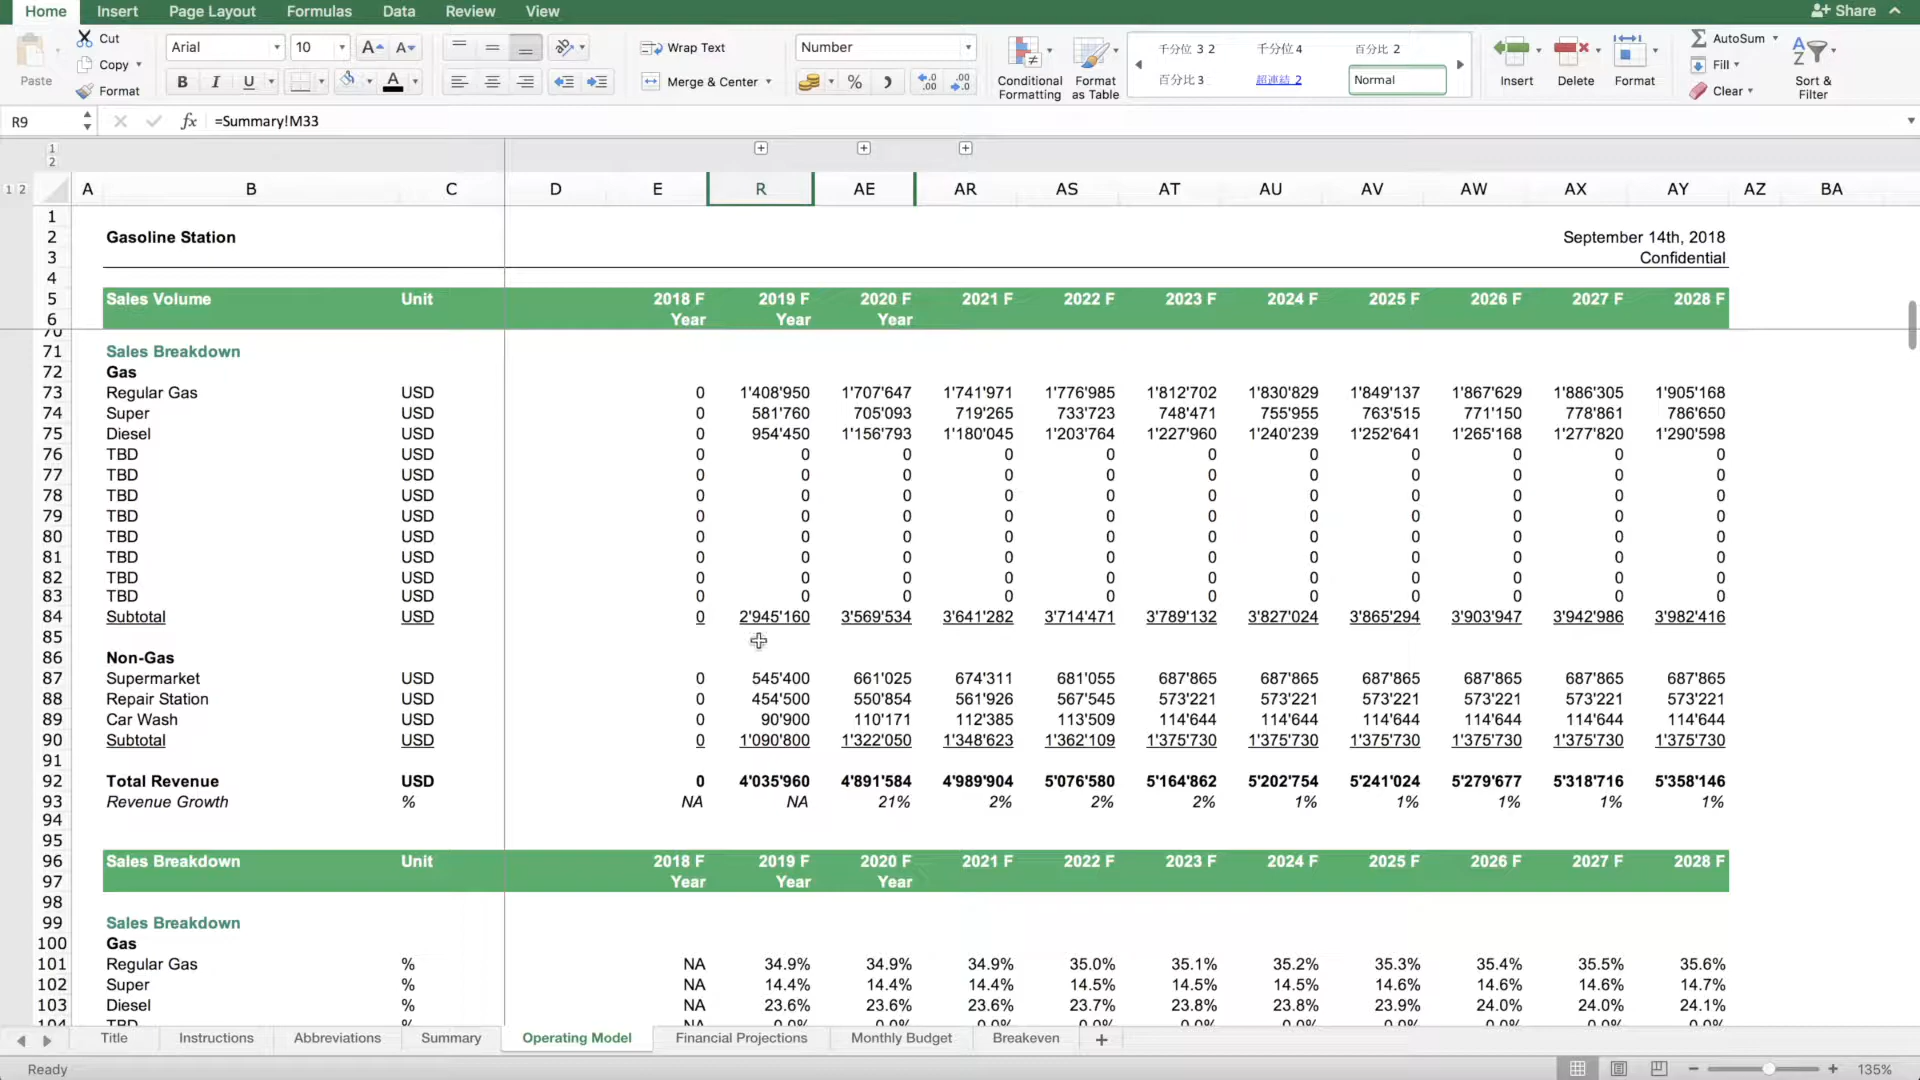 Home Insert Page Layout Formulas Data Review View Share
Cut
Copy
Format
Paste
Arial 10 A A
B I U A
Wrap Text
Merge & Center
Number
% .0 .00 .00 .0
Conditional Formatting
Format as Table
千分位 3 2 千分位 4 百分比 2
百分比 3 超連結 2 Normal
Insert Delete Format
AutoSum
Fill
Clear
Sort & Filter
R9 fx =Summary!M33
1
2
1 2 A B C D E R AE AR AS AT AU AV AW AX AY AZ BA
1
2 Gasoline Station September 14th, 2018
3 Confidential
4
5 Sales Volume Unit 2018 F 2019 F 2020 F 2021 F 2022 F 2023 F 2024 F 2025 F 2026 F 2027 F 2028 F
6 Year Year Year
70
71 Sales Breakdown
72 Gas
73 Regular Gas USD 0 1'408'950 1'707'647 1'741'971 1'776'985 1'812'702 1'830'829 1'849'137 1'867'629 1'886'305 1'905'168
74 Super USD 0 581'760 705'093 719'265 733'723 748'471 755'955 763'515 771'150 778'861 786'650
75 Diesel USD 0 954'450 1'156'793 1'180'045 1'203'764 1'227'960 1'240'239 1'252'641 1'265'168 1'277'820 1'290'598
76 TBD USD 0 0 0 0 0 0 0 0 0 0 0
77 TBD USD 0 0 0 0 0 0 0 0 0 0 0
78 TBD USD 0 0 0 0 0 0 0 0 0 0 0
79 TBD USD 0 0 0 0 0 0 0 0 0 0 0
80 TBD USD 0 0 0 0 0 0 0 0 0 0 0
81 TBD USD 0 0 0 0 0 0 0 0 0 0 0
82 TBD USD 0 0 0 0 0 0 0 0 0 0 0
83 TBD USD 0 0 0 0 0 0 0 0 0 0 0
84 Subtotal USD 0 2'945'160 3'569'534 3'641'282 3'714'471 3'789'132 3'827'024 3'865'294 3'903'947 3'942'986 3'982'416
85
86 Non-Gas
87 Supermarket USD 0 545'400 661'025 674'311 681'055 687'865 687'865 687'865 687'865 687'865 687'865
88 Repair Station USD 0 454'500 550'854 561'926 567'545 573'221 573'221 573'221 573'221 573'221 573'221
89 Car Wash USD 0 90'900 110'171 112'385 113'509 114'644 114'644 114'644 114'644 114'644 114'644
90 Subtotal USD 0 1'090'800 1'322'050 1'348'623 1'362'109 1'375'730 1'375'730 1'375'730 1'375'730 1'375'730 1'375'730
91
92 Total Revenue USD 0 4'035'960 4'891'584 4'989'904 5'076'580 5'164'862 5'202'754 5'241'024 5'279'677 5'318'716 5'358'146
93 Revenue Growth % NA NA 21% 2% 2% 2% 1% 1% 1% 1% 1%
94
95
96 Sales Breakdown Unit 2018 F 2019 F 2020 F 2021 F 2022 F 2023 F 2024 F 2025 F 2026 F 2027 F 2028 F
97 Year Year Year
98
99 Sales Breakdown
100 Gas
101 Regular Gas % NA 34.9% 34.9% 34.9% 35.0% 35.1% 35.2% 35.3% 35.4% 35.5% 35.6%
102 Super % NA 14.4% 14.4% 14.4% 14.5% 14.5% 14.5% 14.6% 14.6% 14.6% 14.7%
103 Diesel % NA 23.6% 23.6% 23.6% 23.7% 23.8% 23.8% 23.9% 24.0% 24.0% 24.1%
104 TBD % NA 0.0% 0.0% 0.0% 0.0% 0.0% 0.0% 0.0% 0.0% 0.0% 0.0%
Title Instructions Abbreviations Summary Operating Model Financial Projections Monthly Budget Breakeven +
Ready 135%